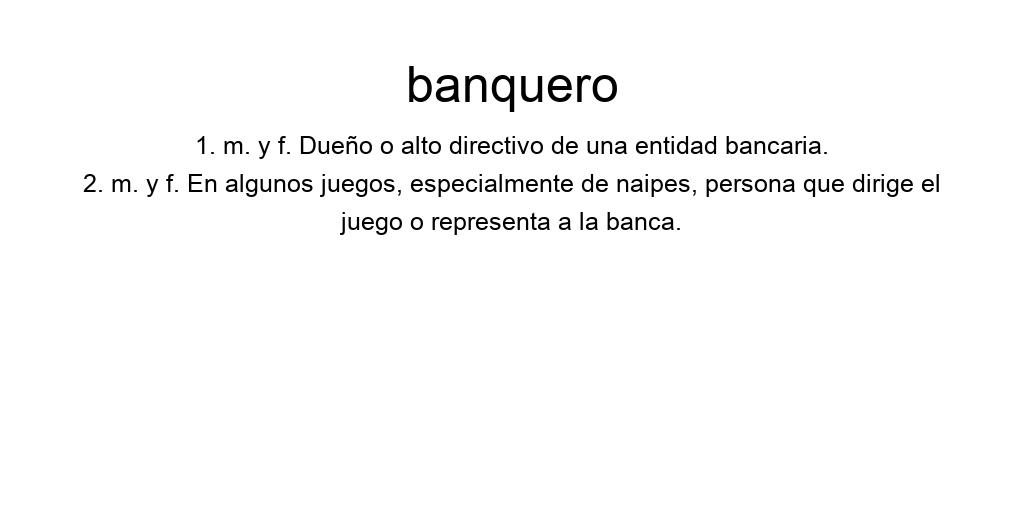 banquero
1. m. y f. Dueño o alto directivo de una entidad bancaria.
2. m. y f. En algunos juegos, especialmente de naipes, persona que dirige el
juego o representa a la banca.